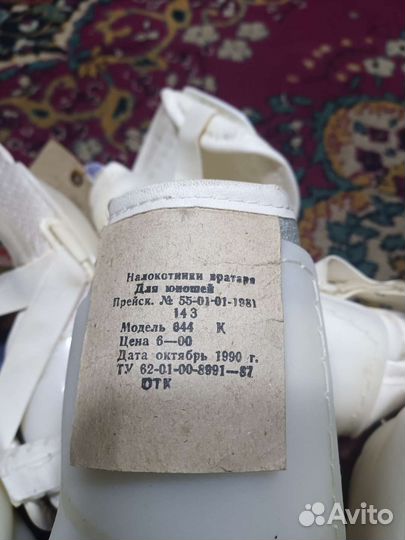 Налокотники вратаря
Для юношей
Прейск. № 55-01-01-1981
143
Модель 644 К
Цена 6—00
Дата октябрь 1990 г.
ТУ 62-01-00-8991—87
ОТК
Avito